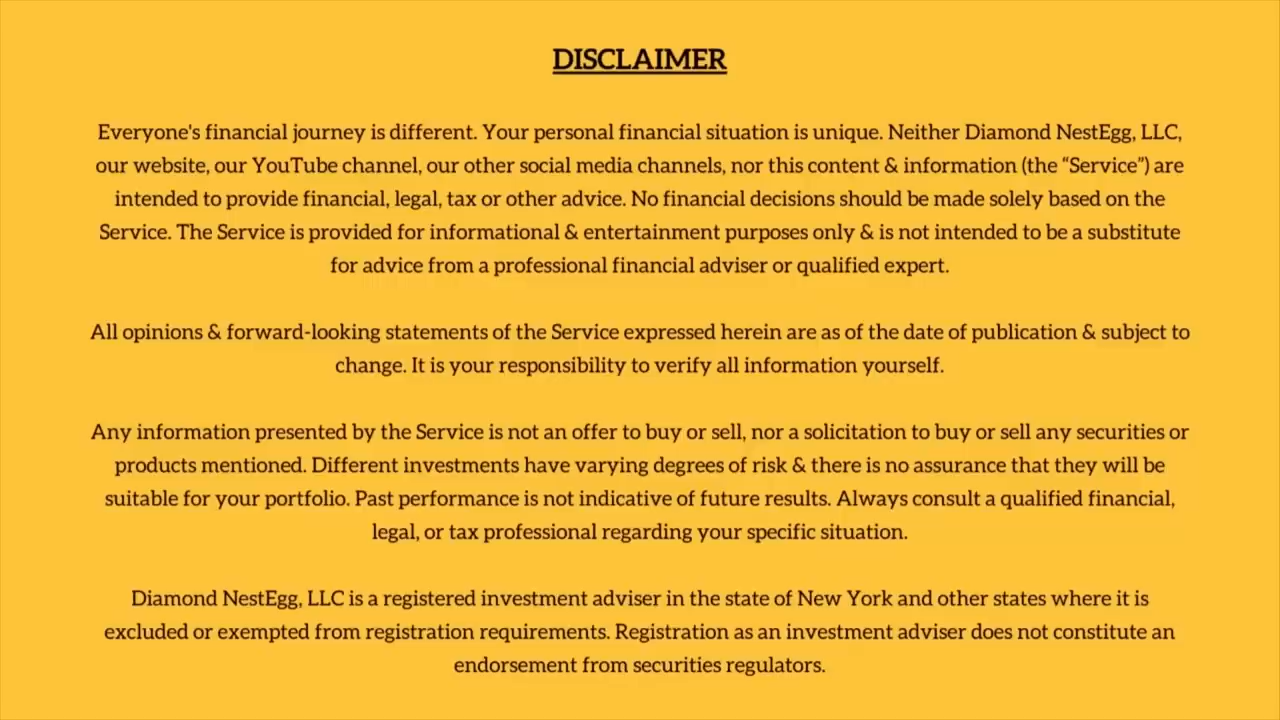 DISCLAIMER
Everyone's financial journey is different. Your personal financial situation is unique. Neither Diamond NestEgg, LLC,
our website, our YouTube channel, our other social media channels, nor this content & information (the “Service”) are
intended to provide financial, legal, tax or other advice. No financial decisions should be made solely based on the
Service. The Service is provided for informational & entertainment purposes only & is not intended to be a substitute
for advice from a professional financial adviser or qualified expert.
All opinions & forward-looking statements of the Service expressed herein are as of the date of publication & subject to
change. It is your responsibility to verify all information yourself.
Any information presented by the Service is not an offer to buy or sell, nor a solicitation to buy or sell any securities or
products mentioned. Different investments have varying degrees of risk & there is no assurance that they will be
suitable for your portfolio. Past performance is not indicative of future results. Always consult a qualified financial,
legal, or tax professional regarding your specific situation.
Diamond NestEgg, LLC is a registered investment adviser in the state of New York and other states where it is
excluded or exempted from registration requirements. Registration as an investment adviser does not constitute an
endorsement from securities regulators.